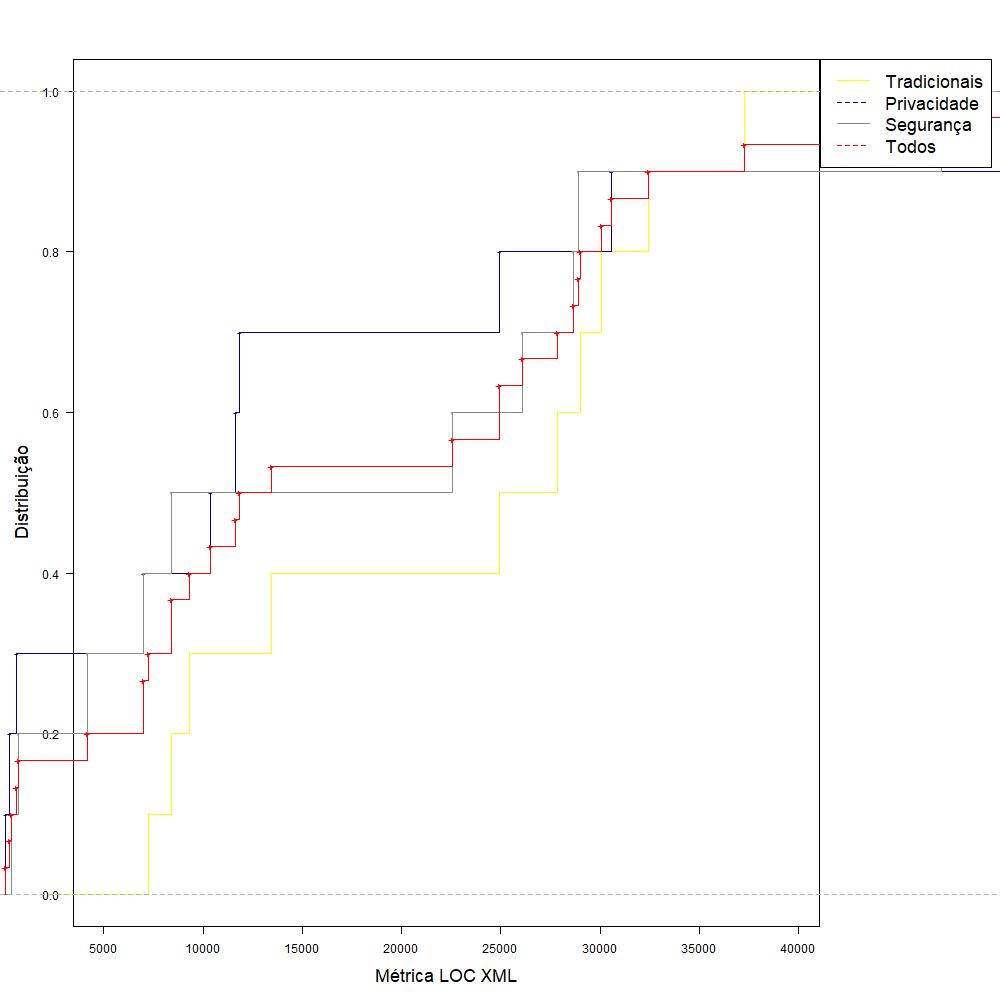 Tradicionais
Privacidade
Segurança
Todos
1.0
0.8
0.6
0.4
0.2
0.0
Distribuição
5000 10000 15000 20000 25000 30000 35000 40000
Métrica LOC XML